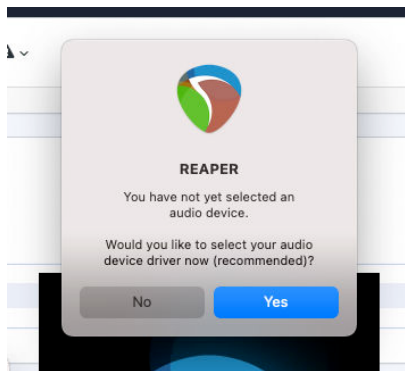 REAPER
You have not yet selected an
audio device.
Would you like to select your audio
device driver now (recommended)?
No
Yes